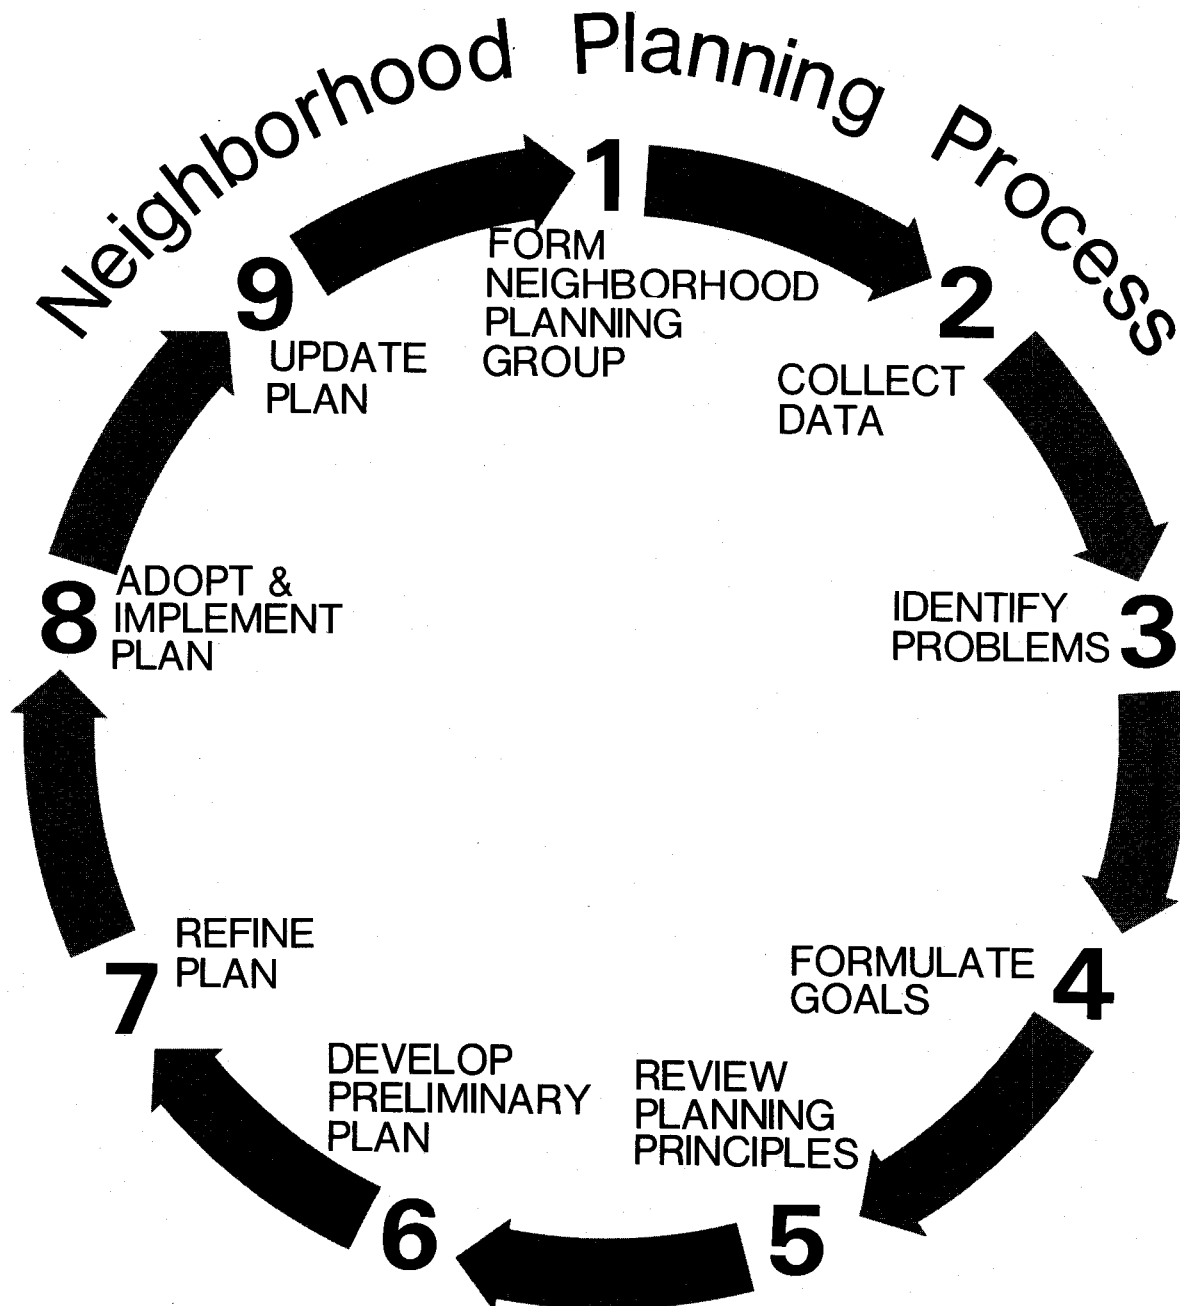 Neighborhood Planning Process
1
FORM
NEIGHBORHOOD
PLANNING
GROUP
2
COLLECT
DATA
3
IDENTIFY
PROBLEMS
4
FORMULATE
GOALS
5
REVIEW
PLANNING
PRINCIPLES
6
DEVELOP
PRELIMINARY
PLAN
7
REFINE
PLAN
8
ADOPT &
IMPLEMENT
PLAN
9
UPDATE
PLAN